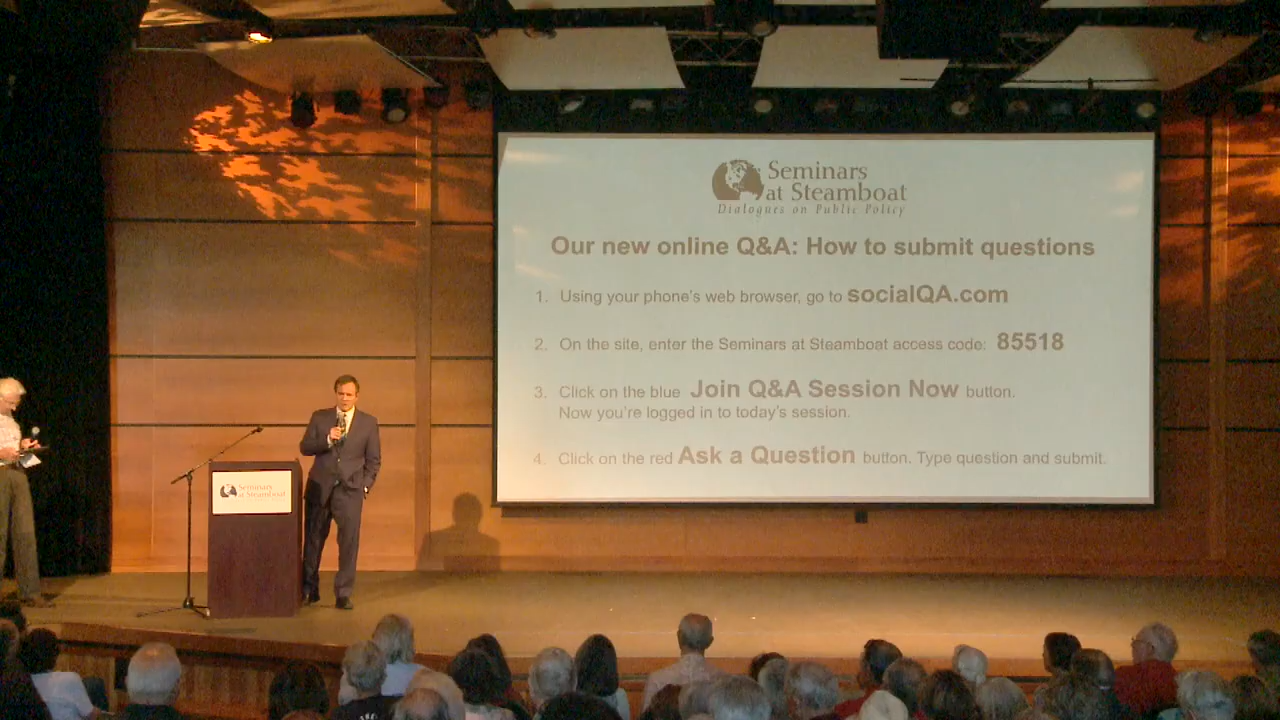 Seminars
at Steamboat
Dialogues on Public Policy
Our new online Q&A: How to submit questions
1. Using your phone's web browser, go to socialQA.com
2. On the site, enter the Seminars at Steamboat access code: 85518
3. Click on the blue Join Q&A Session Now button.
Now you're logged in to today's session.
4. Click on the red Ask a Question button. Type question and submit.
Seminars
at Steamboat